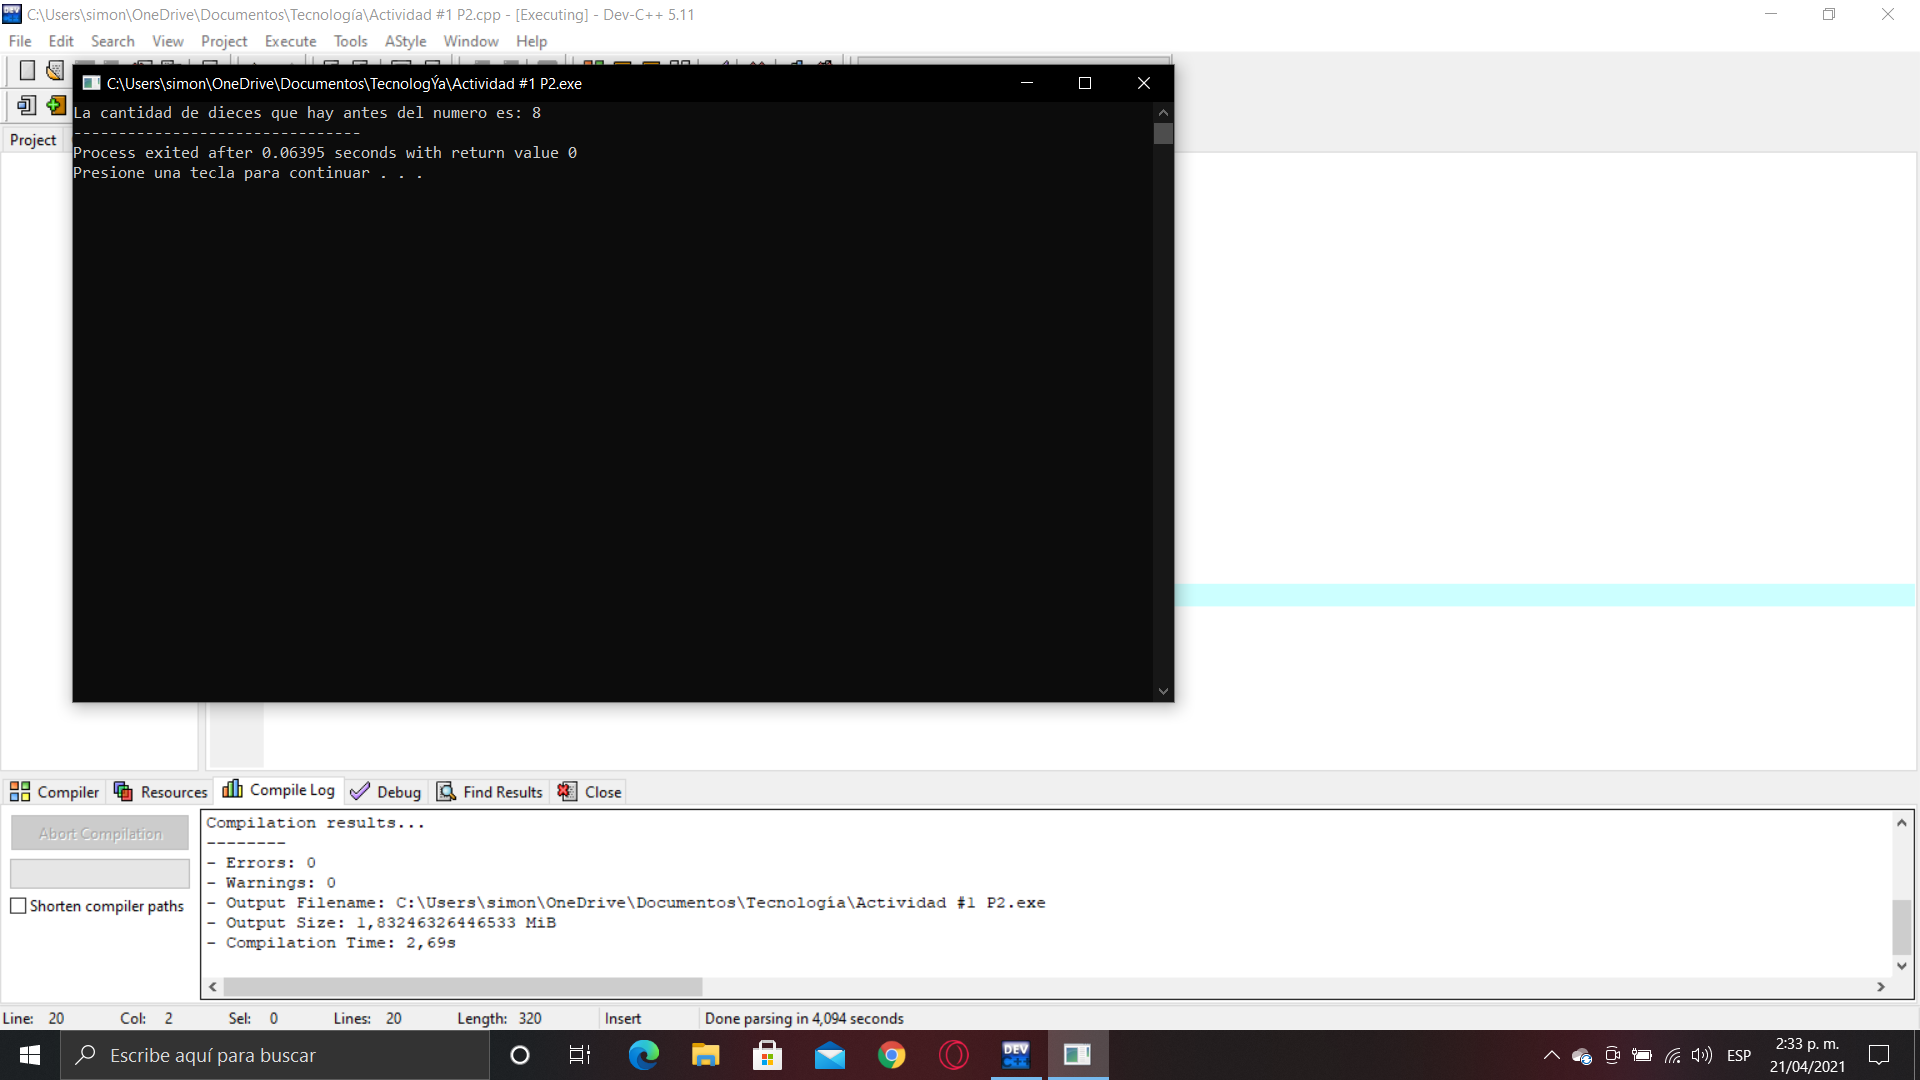 C:\Users\simon\OneDrive\Documentos\Tecnología\Actividad #1 P2.cpp - [Executing] - Dev-C++ 5.11
File Edit Search View Project Execute Tools AStyle Window Help
C:\Users\simon\OneDrive\Documentos\TecnologÝa\Actividad #1 P2.exe
La cantidad de dieces que hay antes del numero es: 8
--------------------------------
Process exited after 0.06395 seconds with return value 0
Presione una tecla para continuar . . .
Project
Compiler Resources Compile Log Debug Find Results Close
Abort Compilation
Shorten compiler paths
Compilation results...
--------
- Errors: 0
- Warnings: 0
- Output Filename: C:\Users\simon\OneDrive\Documentos\Tecnología\Actividad #1 P2.exe
- Output Size: 1,83246326446533 MiB
- Compilation Time: 2,69s
Line: 20 Col: 2 Sel: 0 Lines: 20 Length: 320 Insert Done parsing in 4,094 seconds
Escribe aquí para buscar
DEV C++
ESP
2:33 p. m.
21/04/2021